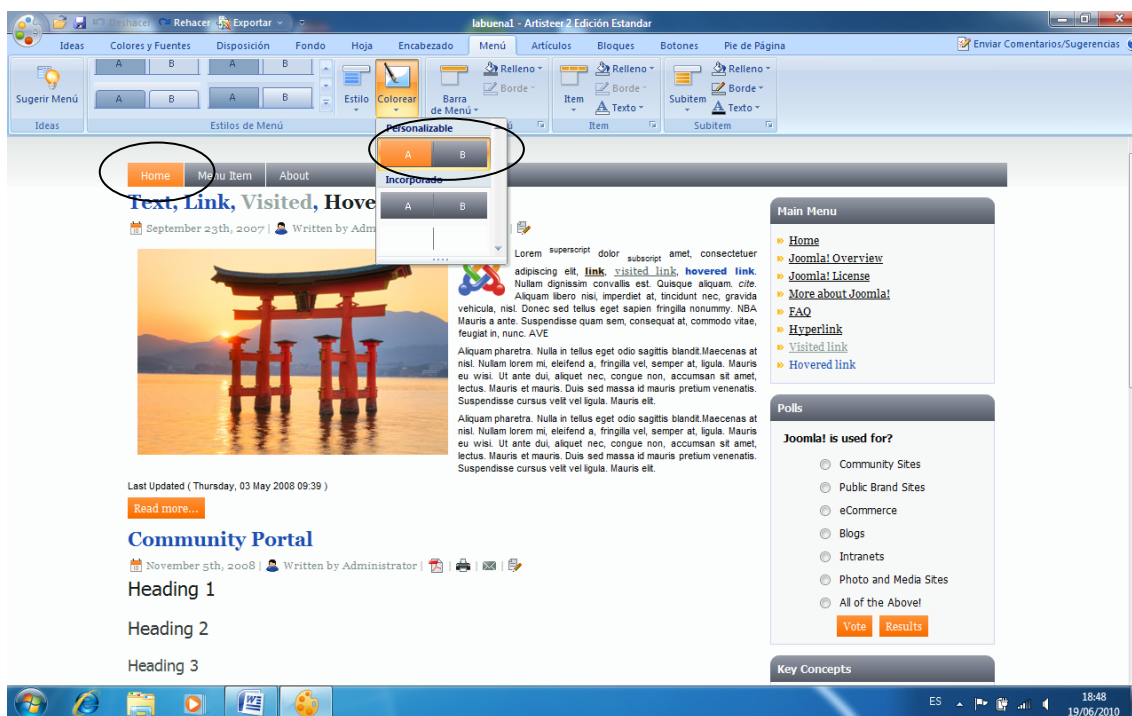 Deshacer Rehacer Exportar
labuena1 - Artisteer 2 Edición Estandar
Ideas Colores y Fuentes Disposición Fondo Hoja Encabezado Menú Artículos Bloques Botones Pie de Página Enviar Comentarios/Sugerencias
A B A B
A B A B
Sugerir Menú
Estilo Colorear
Barra de Menú
Relleno
Borde
Item
Relleno
Borde
Texto
Subitem
Relleno
Borde
Texto
Ideas Estilos de Menú Item Subitem
Personalizable
A B
Incorporado
A B
Home Menu Item About
Text, Link, Visited, Hove
September 23th, 2007 | Written by Adm
Lorem superscript dolor subscript amet, consectetuer
adipiscing elit, link, visited link, hovered link.
Nullam dignissim convallis est. Quisque aliquam. cite.
Aliquam libero nisi, imperdiet at, tincidunt nec, gravida
vehicula, nisl. Donec sed tellus eget sapien fringilla nonummy. NBA
Mauris a ante. Suspendisse quam sem, consequat at, commodo vitae,
feugiat in, nunc. AVE
Aliquam pharetra. Nulla in tellus eget odio sagittis blandit.Maecenas at
nisl. Nullam lorem mi, eleifend a, fringilla vel, semper at, ligula. Mauris
eu wisi. Ut ante dui, aliquet nec, congue non, accumsan sit amet,
lectus. Mauris et mauris. Duis sed massa id mauris pretium venenatis.
Suspendisse cursus velit vel ligula. Mauris elit.
Aliquam pharetra. Nulla in tellus eget odio sagittis blandit.Maecenas at
nisl. Nullam lorem mi, eleifend a, fringilla vel, semper at, ligula. Mauris
eu wisi. Ut ante dui, aliquet nec, congue non, accumsan sit amet,
lectus. Mauris et mauris. Duis sed massa id mauris pretium venenatis.
Suspendisse cursus velit vel ligula. Mauris elit.
Last Updated ( Thursday, 03 May 2008 09:39 )
Read more...
Community Portal
November 5th, 2008 | Written by Administrator |
Heading 1
Heading 2
Heading 3
Main Menu
Home
Joomla! Overview
Joomla! License
More about Joomla!
FAQ
Hyperlink
Visited link
Hovered link
Polls
Joomla! is used for?
Community Sites
Public Brand Sites
eCommerce
Blogs
Intranets
Photo and Media Sites
All of the Above!
Vote Results
Key Concepts
ES
18:48
19/06/2010